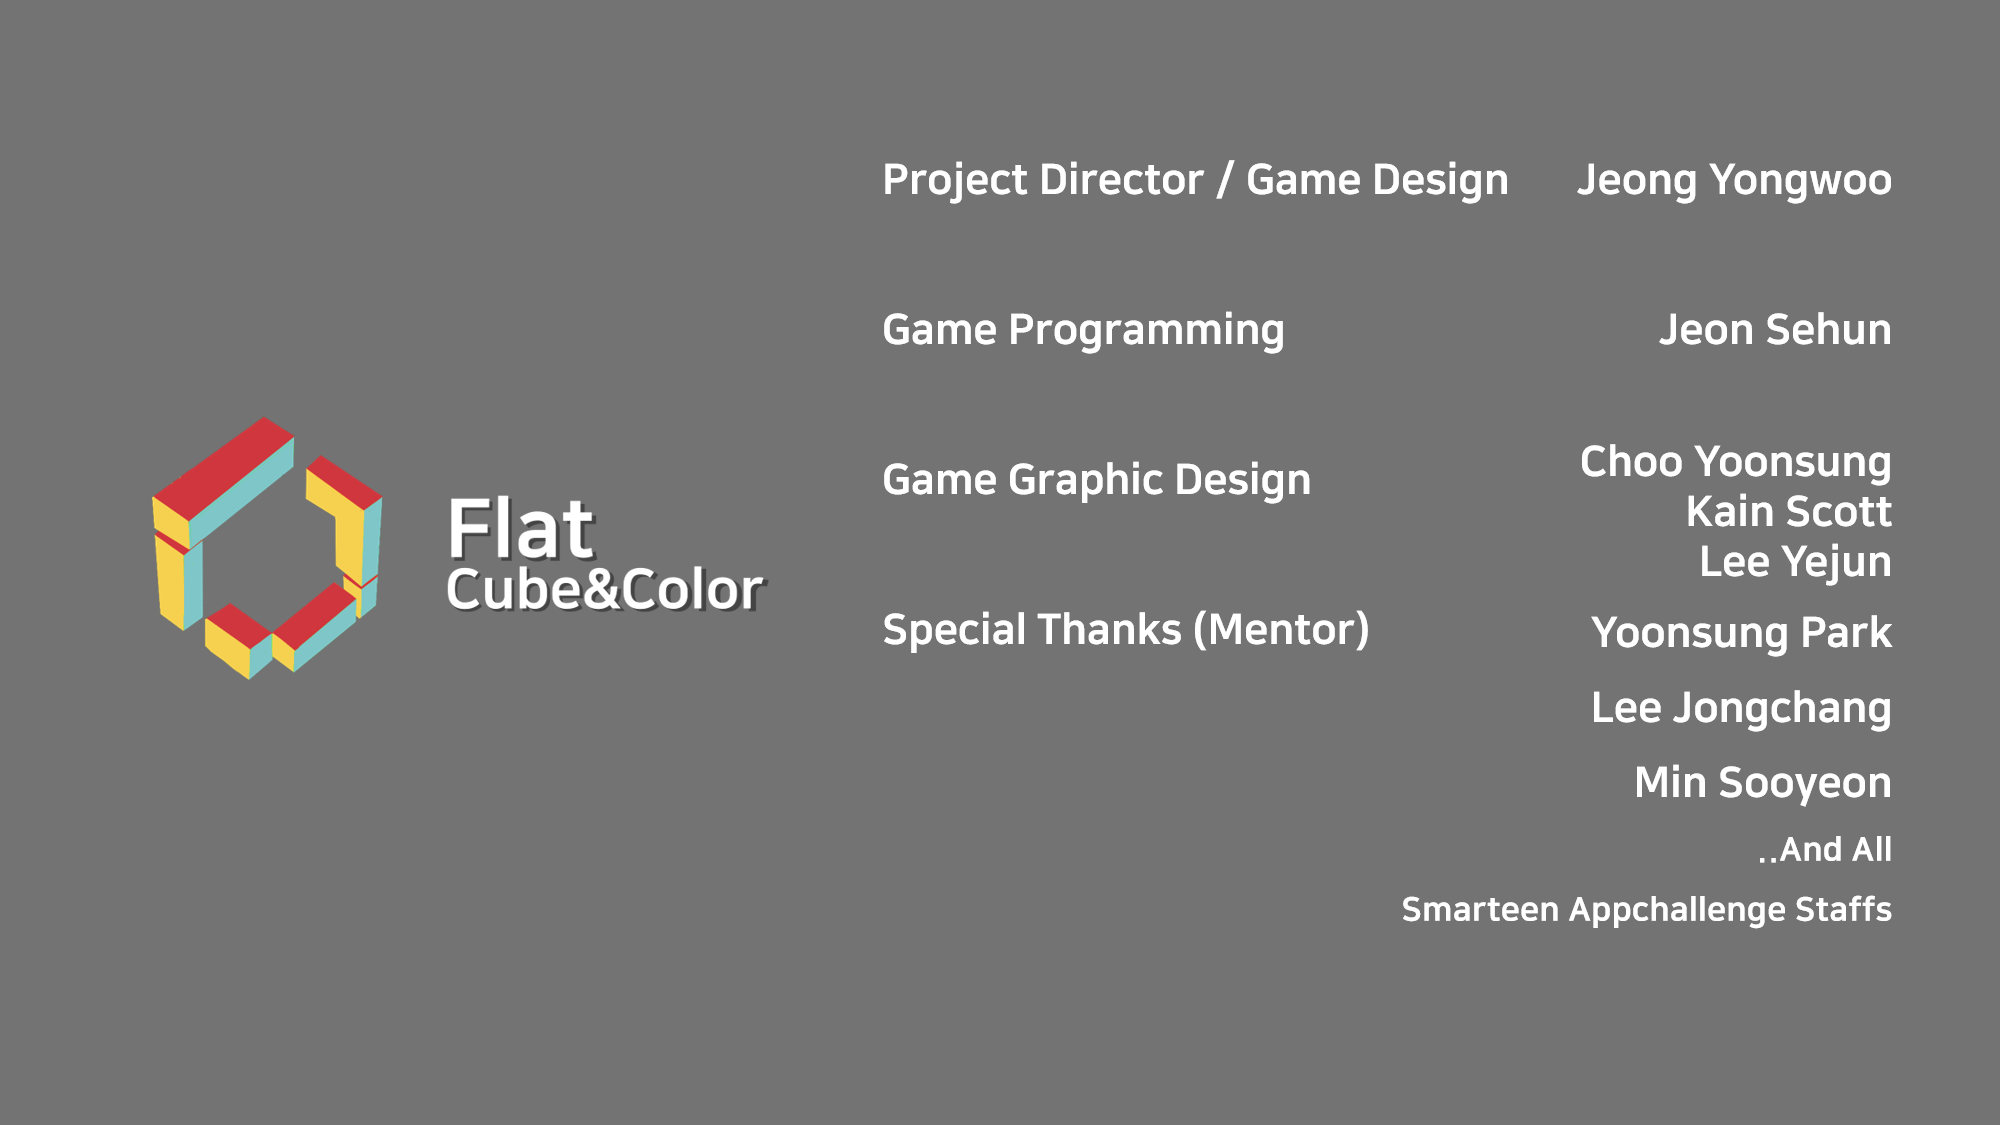 Flat
Cube&Color
Project Director / Game Design Jeong Yongwoo
Game Programming Jeon Sehun
Game Graphic Design Choo Yoonsung
Kain Scott
Lee Yejun
Special Thanks (Mentor) Yoonsung Park
Lee Jongchang
Min Sooyeon
..And All
Smarteen Appchallenge Staffs